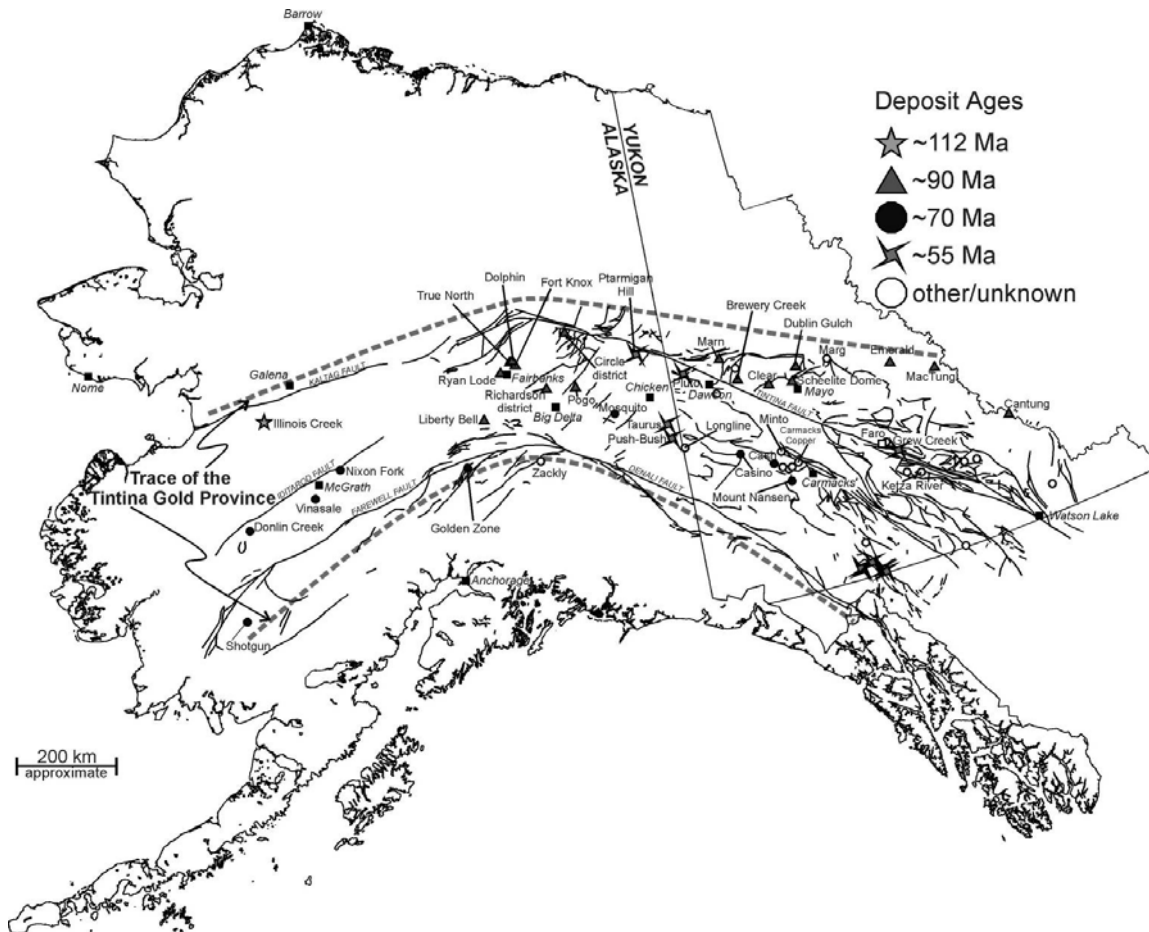 Barrow
Deposit Ages
~112 Ma
~90 Ma
~70 Ma
~55 Ma
other/unknown
YUKON
ALASKA
Dolphin
Fort Knox
True North
Ptarmigan
Hill
Brewery Creek
Dublin Gulch
Marn
Marg
Emerald
MacTung
Nome
Galena
KALTAG FAULT
Ryan Lode
Fairbanks
Circle
district
Pluto
Dawson
Clear
Scheelite Dome
Mayo
Chicken
TINTINA FAULT
Cantung
Richardson
district
Pogo
Big Delta
Mosquito
Illinois Creek
Liberty Bell
Taurus
Push-Bush
Longline
Minto
Carmacks
Copper
Faro
Grew Creek
Trace of the
Tintina Gold Province
Nixon Fork
IDITAROD FAULT
McGrath
Vinasale
FAREWELL FAULT
Zackly
DENALI FAULT
Cash
Casino
Carmacks
Ketza River
Mount Nansen
Donlin Creek
Golden Zone
Watson Lake
Anchorage
Shotgun
200 km
approximate